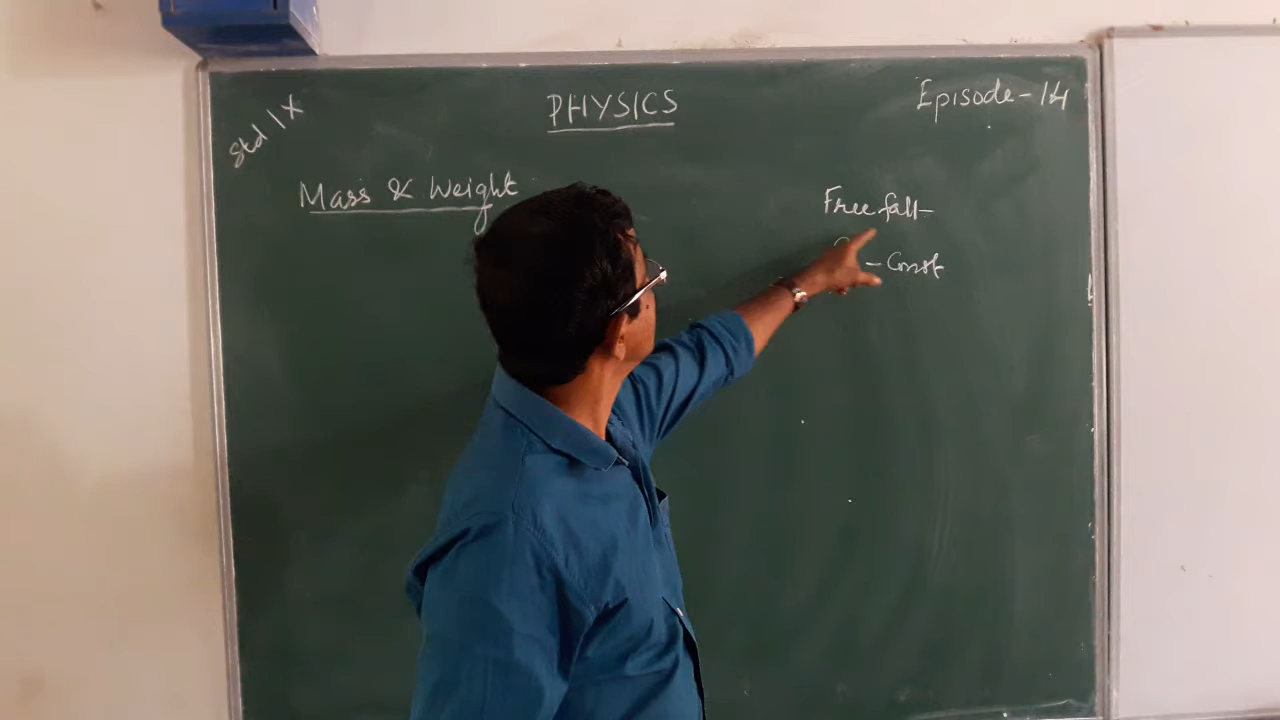 Std IX
PHYSICS
Episode-14
Mass & Weight
Free fall-
- Const